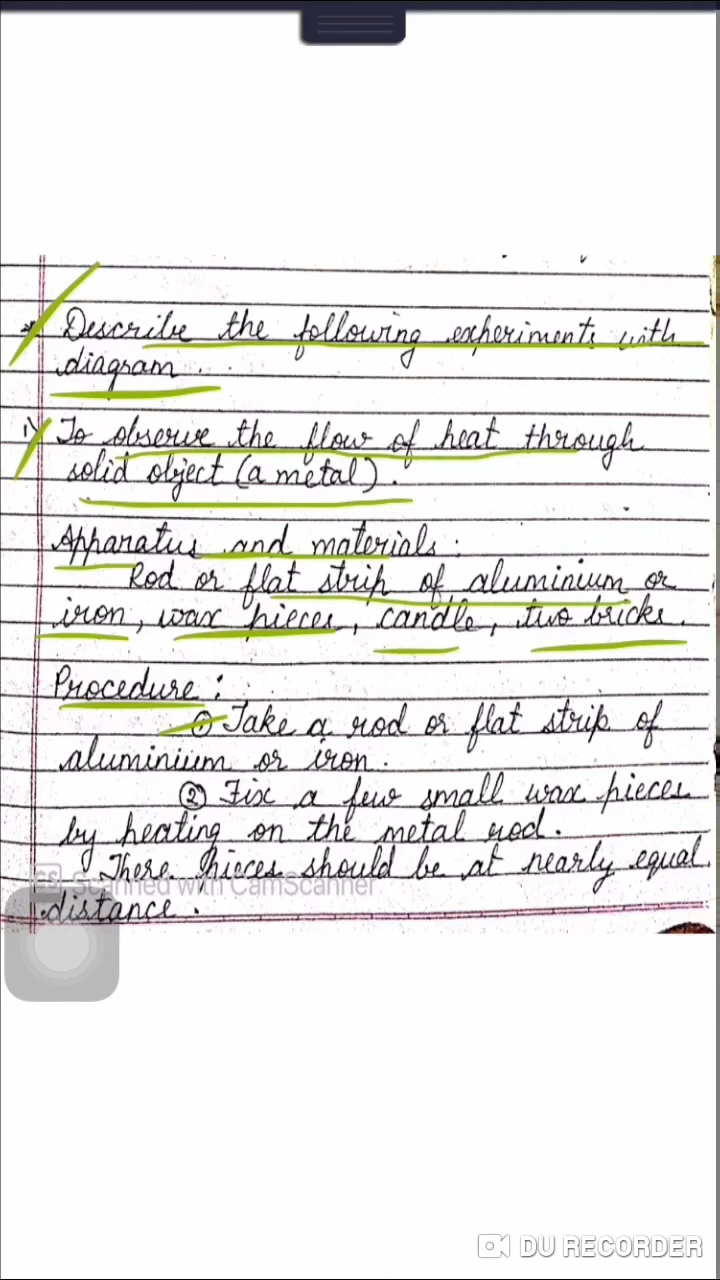 * Describe the following experiments with
diagram.
1) To observe the flow of heat through
solid object (a metal).
Apparatus and materials:
Rod or flat strip of aluminium or
iron, wax pieces, candle, two bricks.
Procedure:
① Take a rod or flat strip of
aluminium or iron.
② Fix a few small wax pieces
by heating on the metal rod.
There pieces should be at nearly equal
distance.
CS Scanned with CamScanner
DU RECORDER